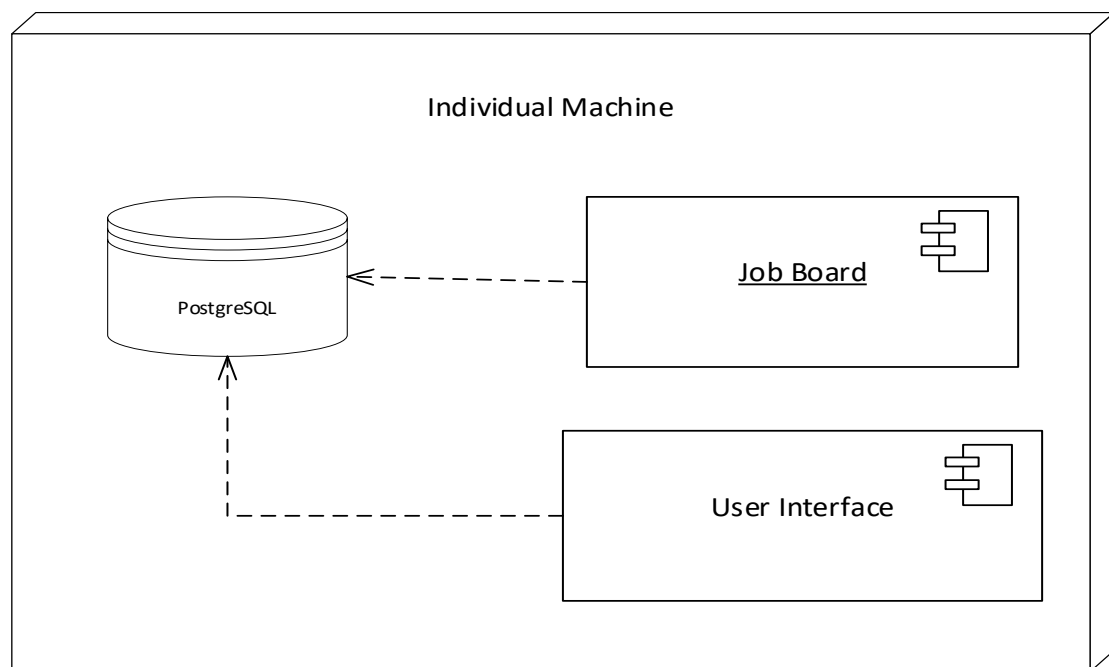 Individual Machine
Job Board
PostgreSQL
User Interface